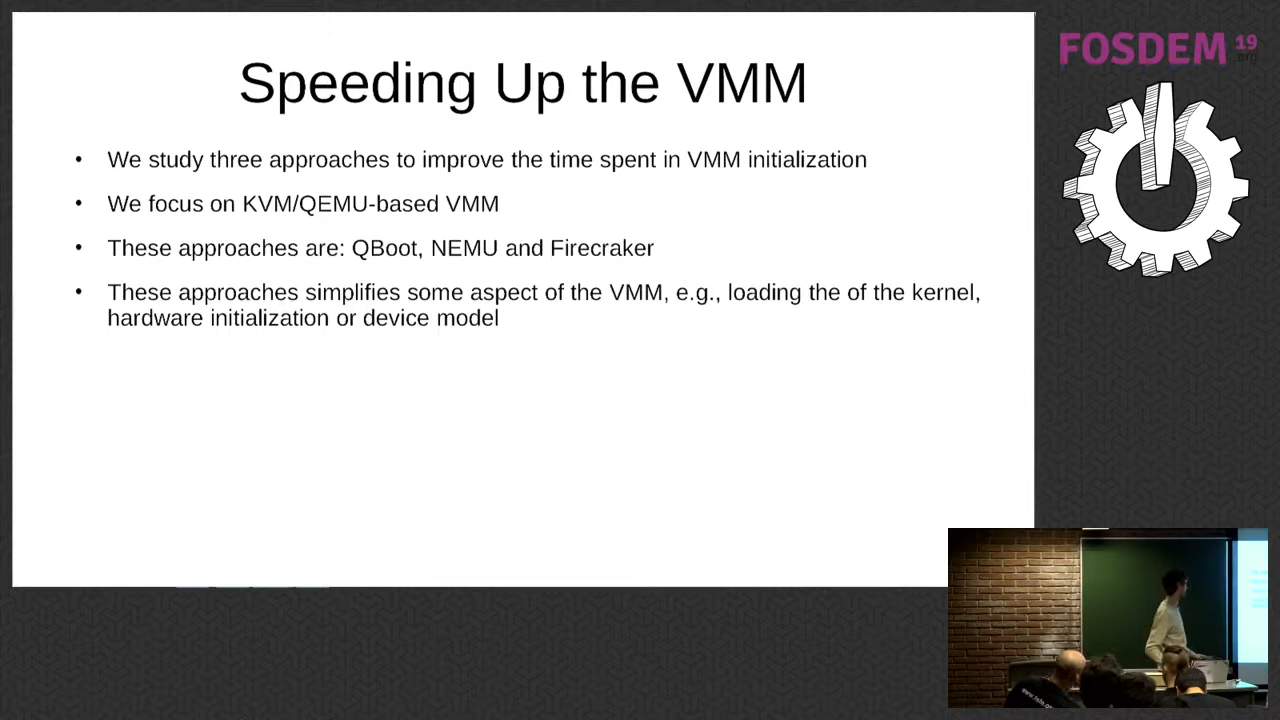 Speeding Up the VMM
• We study three approaches to improve the time spent in VMM initialization
• We focus on KVM/QEMU-based VMM
• These approaches are: QBoot, NEMU and Firecraker
• These approaches simplifies some aspect of the VMM, e.g., loading the of the kernel,
hardware initialization or device model
FOSDEM 19
.org